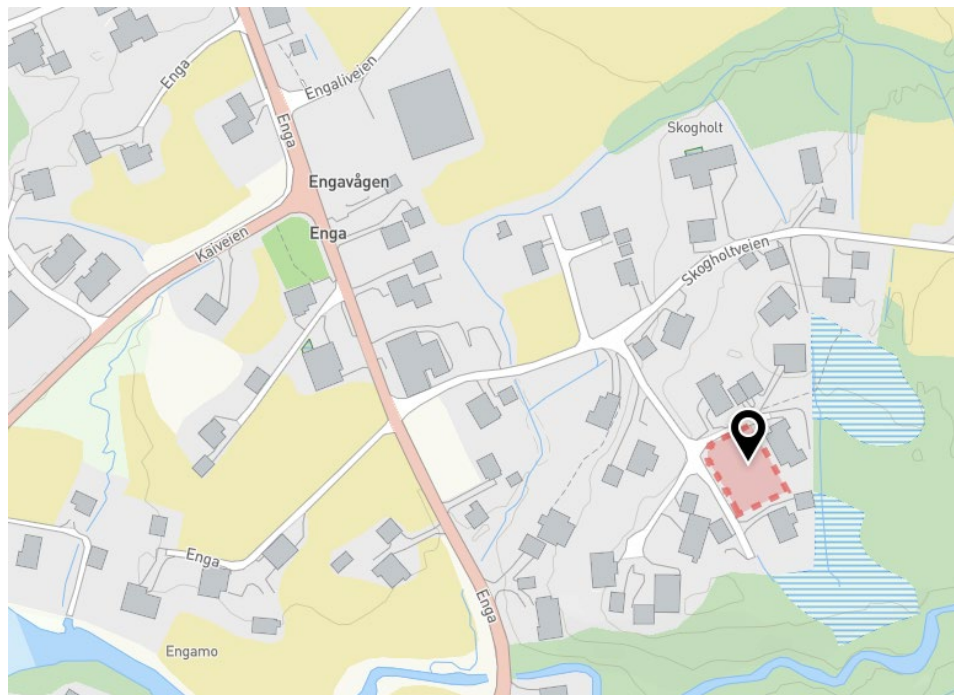 Enga
Engaliveien
Enga
Skogholt
Engavågen
Enga
Kaiveien
Skogholtveien
Enga
Enga
Engamo